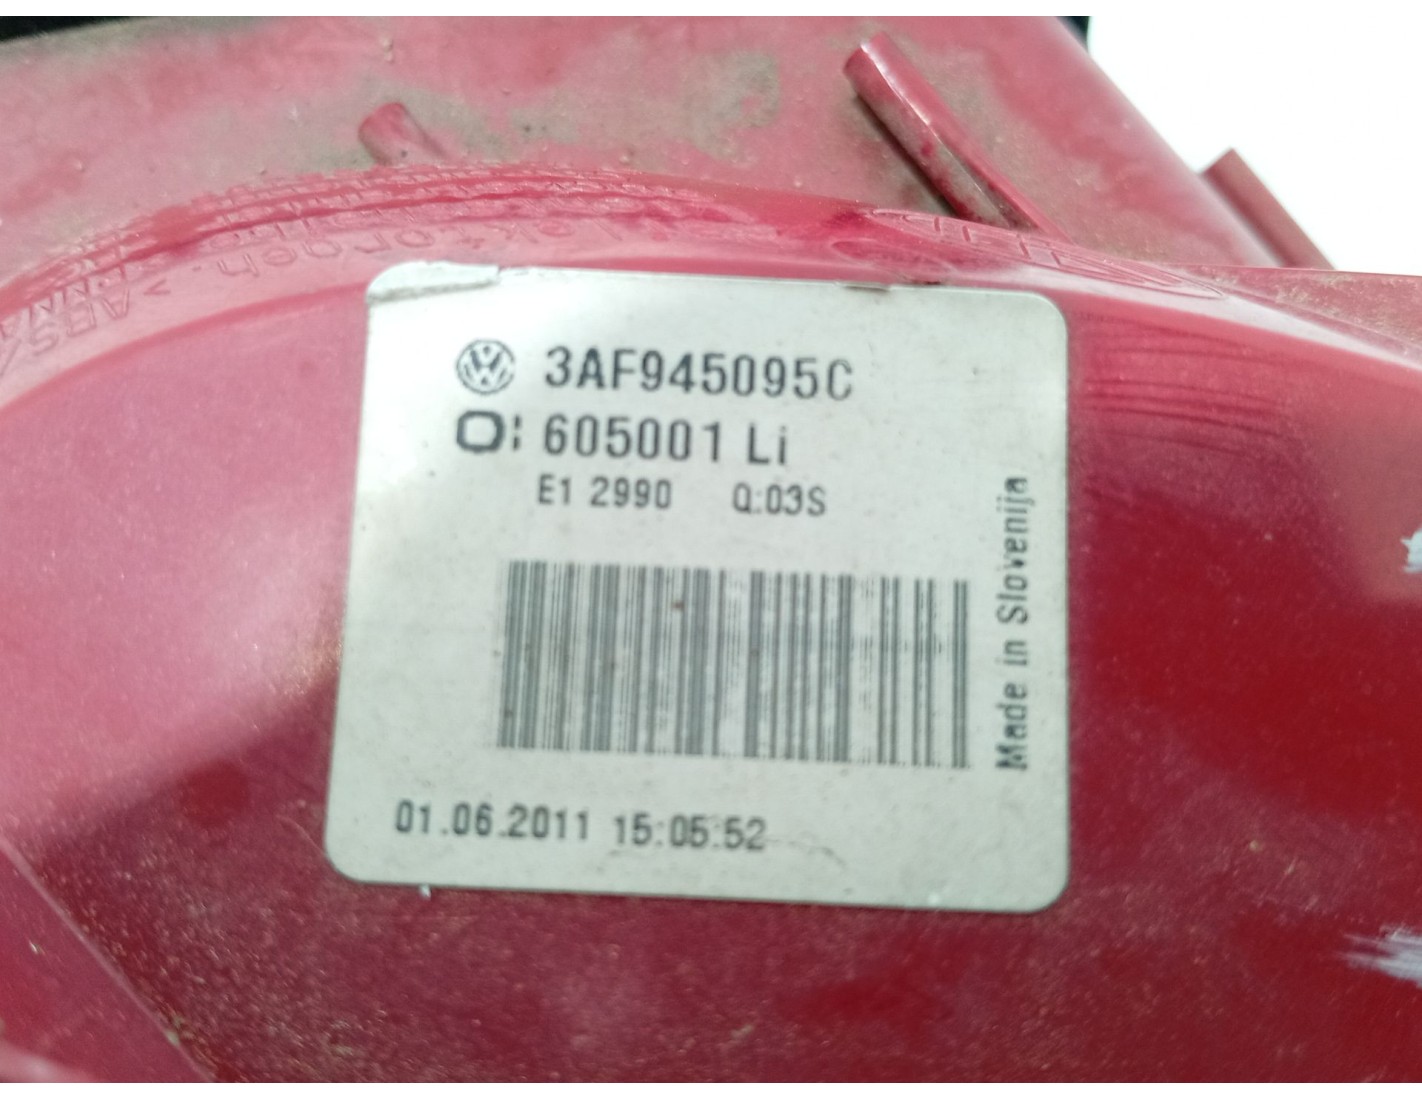 3AF945095C
605001 Li
E1 2990 Q:03S
Made in Slovenija
01.06.2011 15:05:52